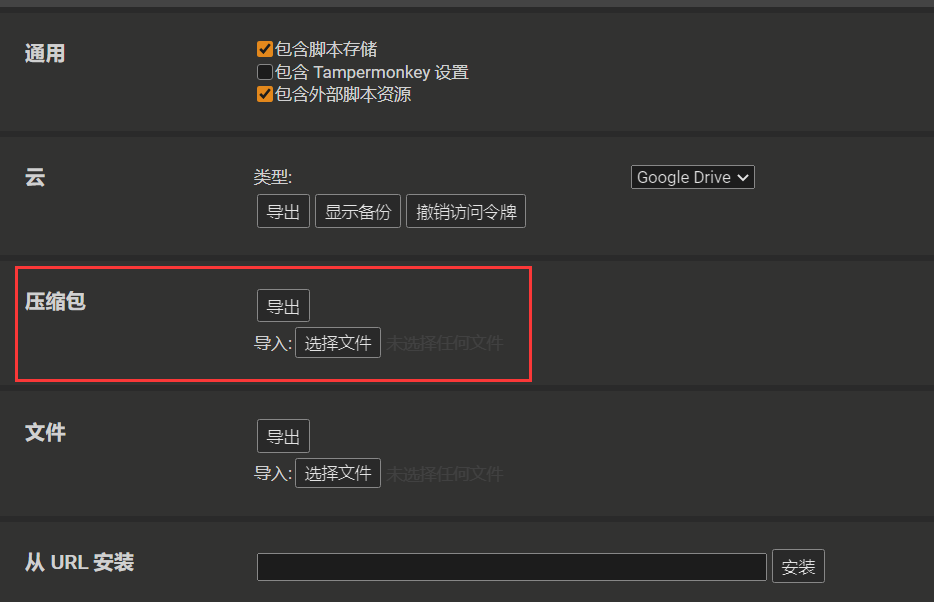 通用
包含脚本存储
包含 Tampermonkey 设置
包含外部脚本资源
云
类型:
Google Drive
导出 显示备份 撤销访问令牌
压缩包
导出
导入: 选择文件 未选择任何文件
文件
导出
导入: 选择文件 未选择任何文件
从 URL 安装
安装